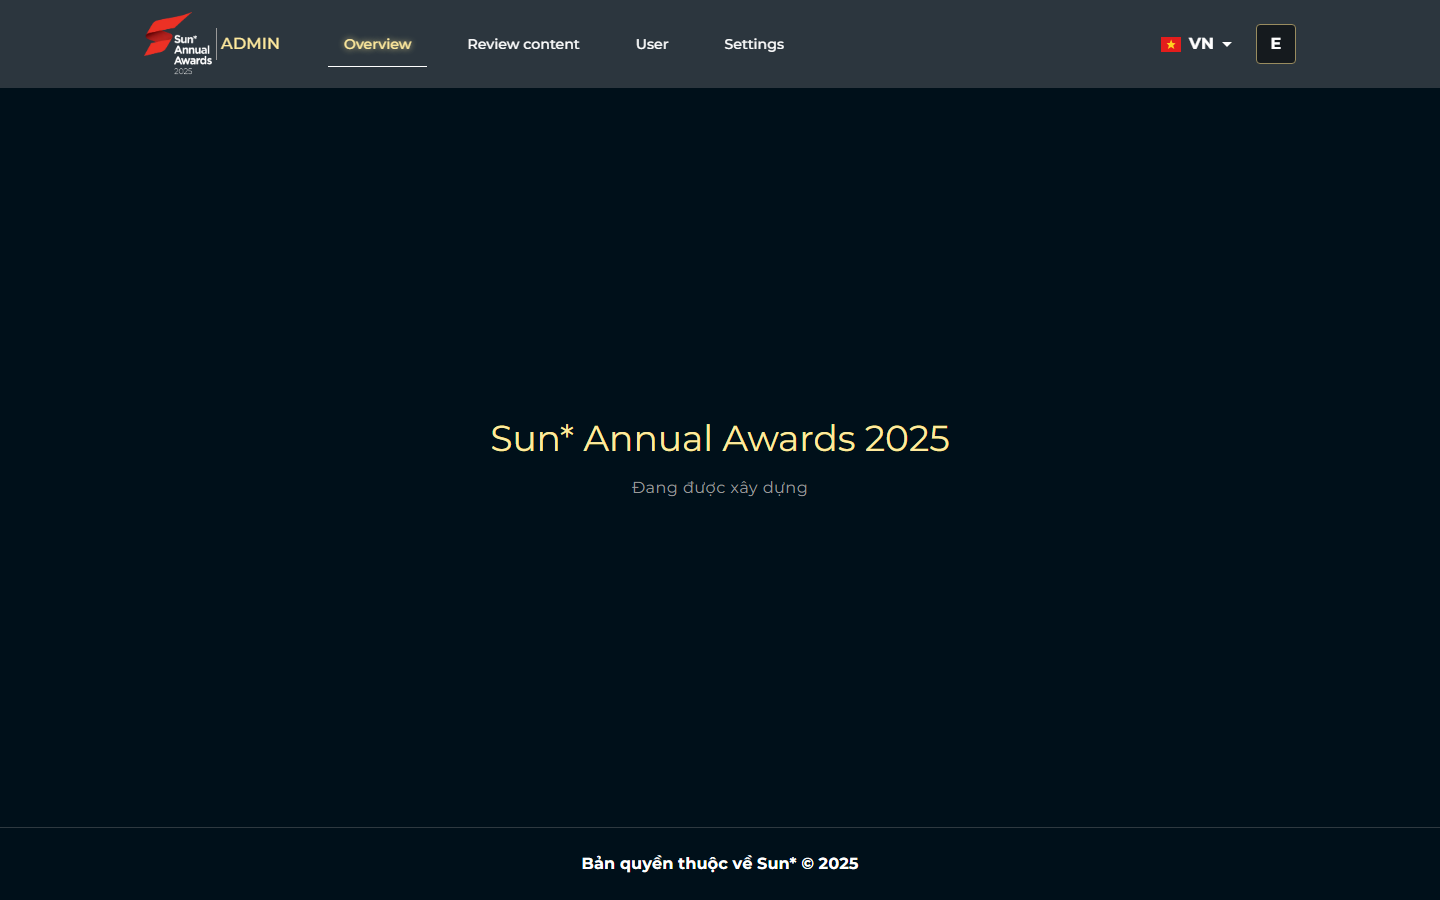 Sun*
Annual
Awards
2025
ADMIN
Overview
Review content
User
Settings
VN
E
Sun* Annual Awards 2025
Đang được xây dựng
Bản quyền thuộc về Sun* © 2025